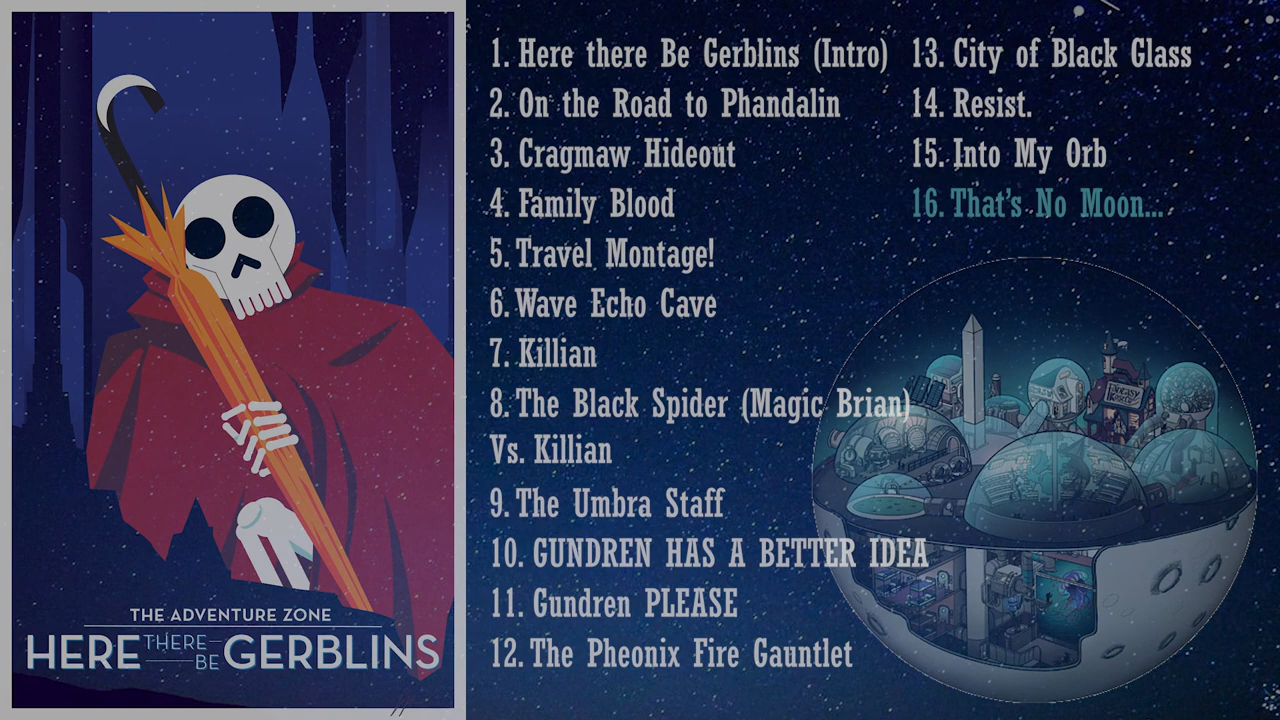 THE ADVENTURE ZONE
HERE THERE BE GERBLINS
1. Here there Be Gerblins (Intro)
2. On the Road to Phandalin
3. Cragmaw Hideout
4. Family Blood
5. Travel Montage!
6. Wave Echo Cave
7. Killian
8. The Black Spider (Magic Brian)
Vs. Killian
9. The Umbra Staff
10. GUNDREN HAS A BETTER IDEA
11. Gundren PLEASE
12. The Pheonix Fire Gauntlet
13. City of Black Glass
14. Resist.
15. Into My Orb
16. That's No Moon...